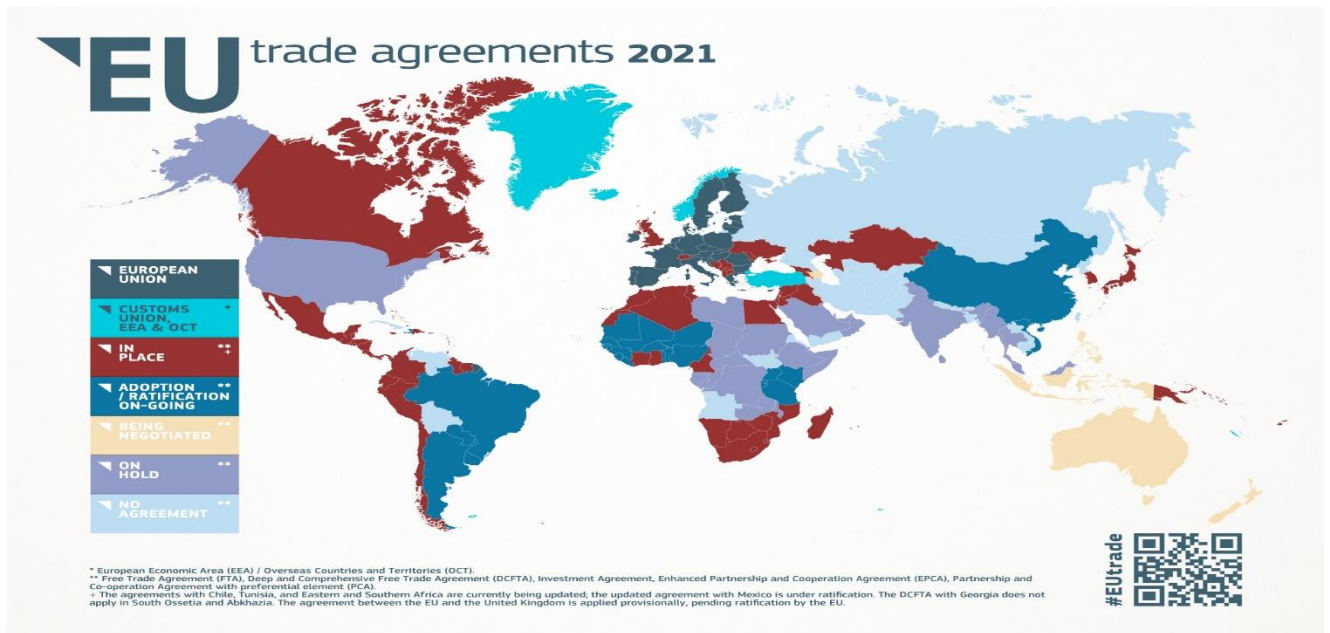 EU trade agreements 2021
EUROPEAN
UNION
CUSTOMS *
UNION,
EEA & OCT
IN **
PLACE +
ADOPTION **
/ RATIFICATION
ON-GOING
BEING
NEGOTIATED **
ON **
HOLD
NO **
AGREEMENT
* European Economic Area (EEA) / Overseas Countries and Territories (OCT).
** Free Trade Agreement (FTA), Deep and Comprehensive Free Trade Agreement (DCFTA), Investment Agreement, Enhanced Partnership and Cooperation Agreement (EPCA), Partnership and
Co-operation Agreement with preferential element (PCA).
+ The agreements with Chile, Tunisia, and Eastern and Southern Africa are currently being updated; the updated agreement with Mexico is under ratification. The DCFTA with Georgia does not
apply in South Ossetia and Abkhazia. The agreement between the EU and the United Kingdom is applied provisionally, pending ratification by the EU.
#EUtrade